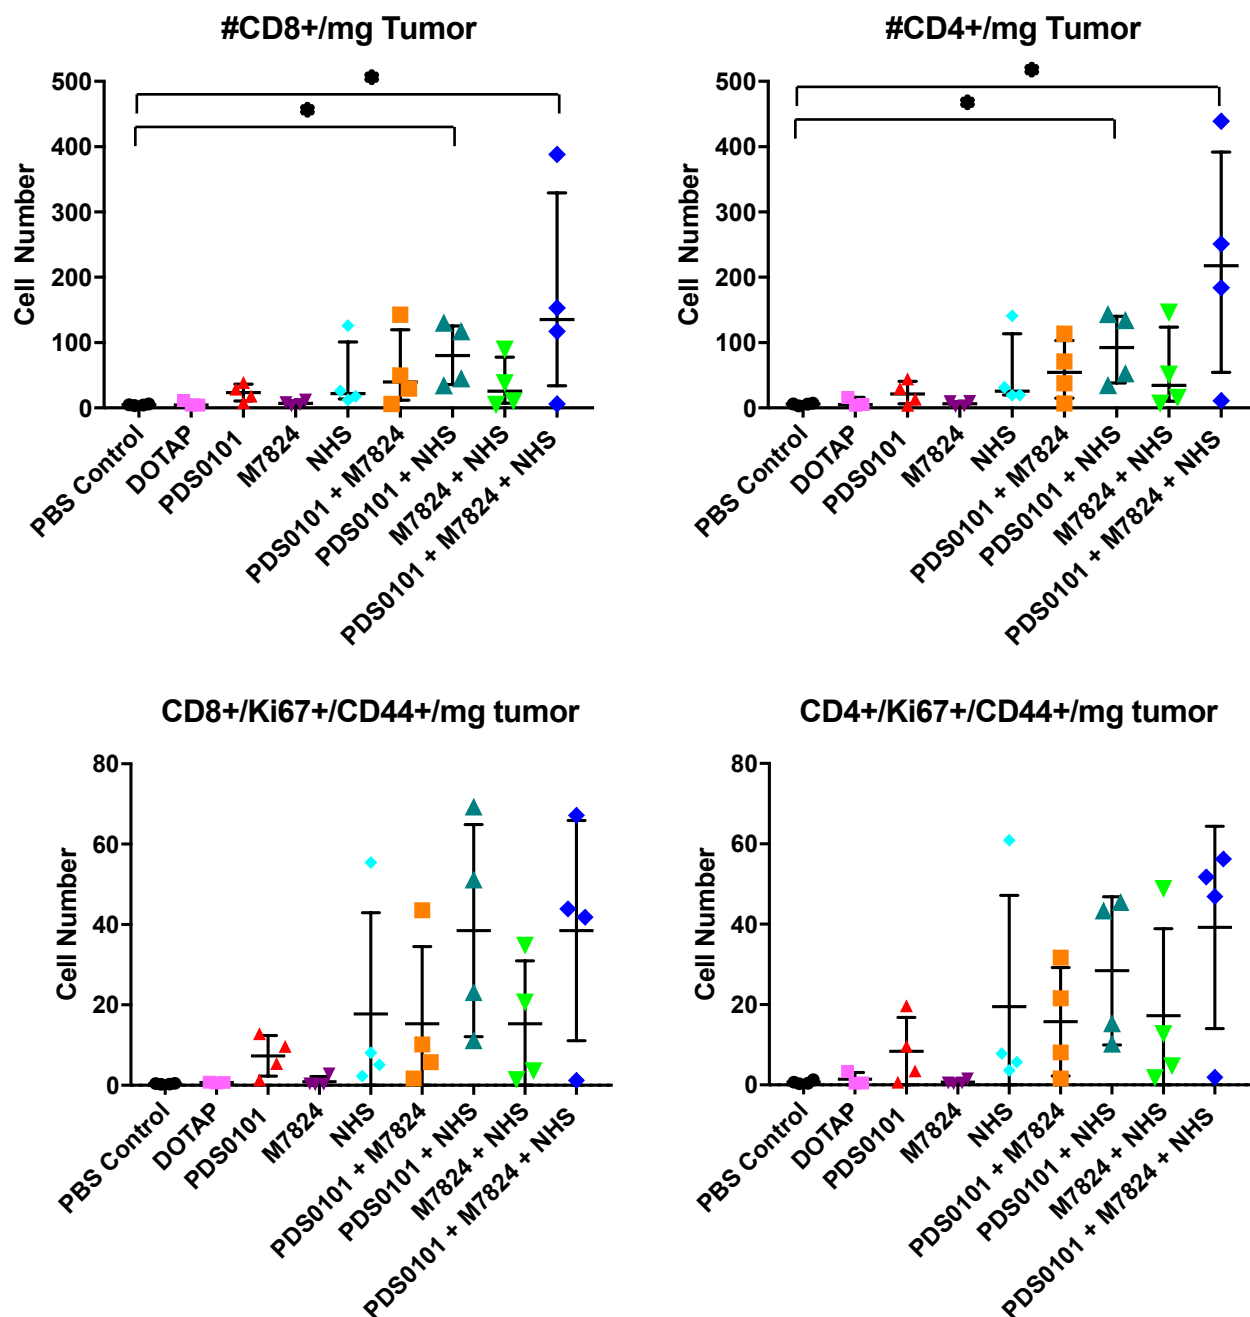 #CD8+/mg Tumor
500
400
300
200
100
0
Cell Number
*
*
PBS Control
DOTAP
PDS0101
M7824
NHS
PDS0101 + M7824
PDS0101 + NHS
M7824 + NHS
PDS0101 + M7824 + NHS
#CD4+/mg Tumor
500
400
300
200
100
0
Cell Number
*
*
PBS Control
DOTAP
PDS0101
M7824
NHS
PDS0101 + M7824
PDS0101 + NHS
M7824 + NHS
PDS0101 + M7824 + NHS
CD8+/Ki67+/CD44+/mg tumor
80
60
40
20
0
Cell Number
PBS Control
DOTAP
PDS0101
M7824
NHS
PDS0101 + M7824
PDS0101 + NHS
M7824 + NHS
PDS0101 + M7824 + NHS
CD4+/Ki67+/CD44+/mg tumor
80
60
40
20
0
Cell Number
PBS Control
DOTAP
PDS0101
M7824
NHS
PDS0101 + M7824
PDS0101 + NHS
M7824 + NHS
PDS0101 + M7824 + NHS